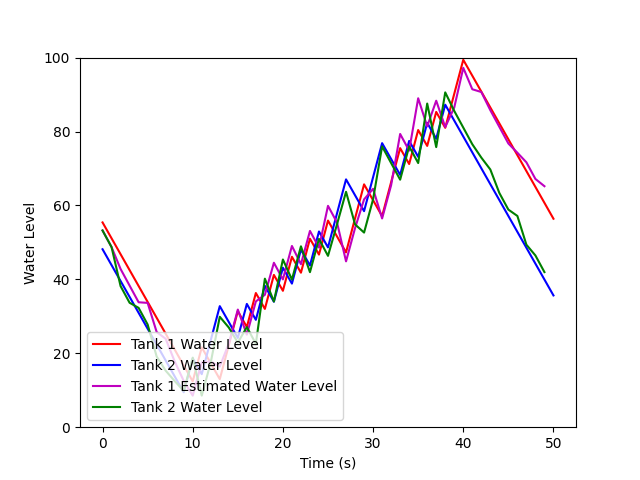 100
80
60
40
20
0
Water Level
Tank 1 Water Level
Tank 2 Water Level
Tank 1 Estimated Water Level
Tank 2 Water Level
0 10 20 30 40 50
Time (s)